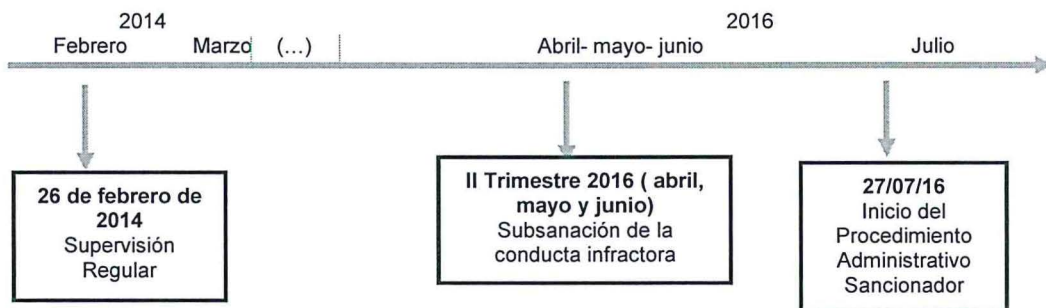 2014 2016
Febrero Marzo (...) Abril- mayo- junio Julio
26 de febrero de
2014
Supervisión
Regular
II Trimestre 2016 ( abril,
mayo y junio)
Subsanación de la
conducta infractora
27/07/16
Inicio del
Procedimiento
Administrativo
Sancionador